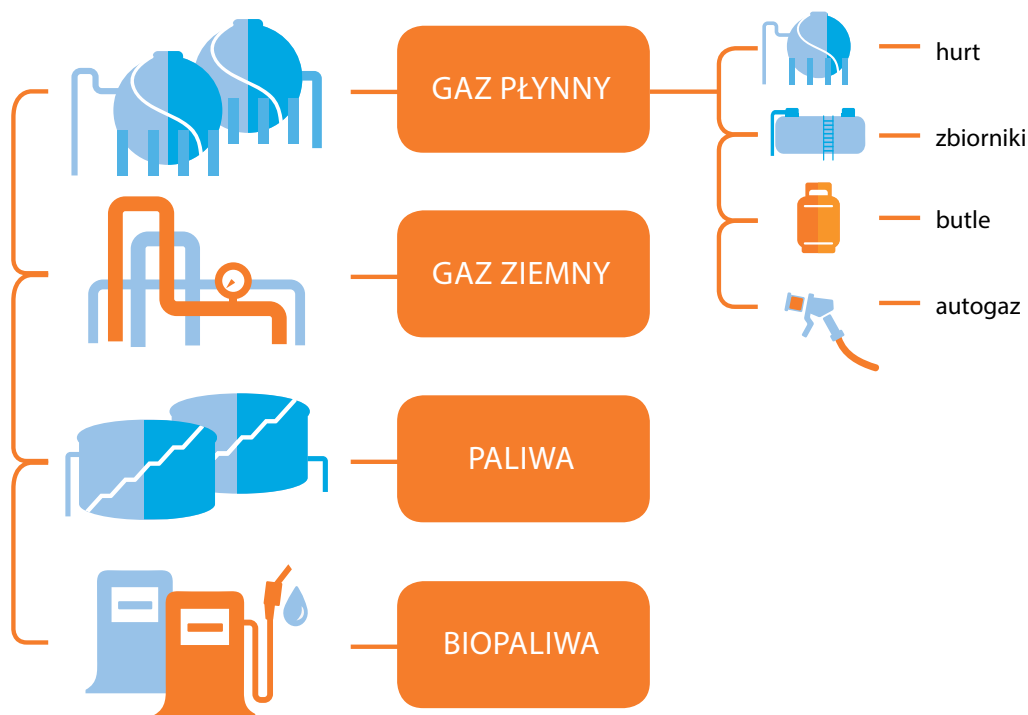 GAZ PŁYNNY
hurt
zbiorniki
butle
autogaz
GAZ ZIEMNY
PALIWA
BIOPALIWA